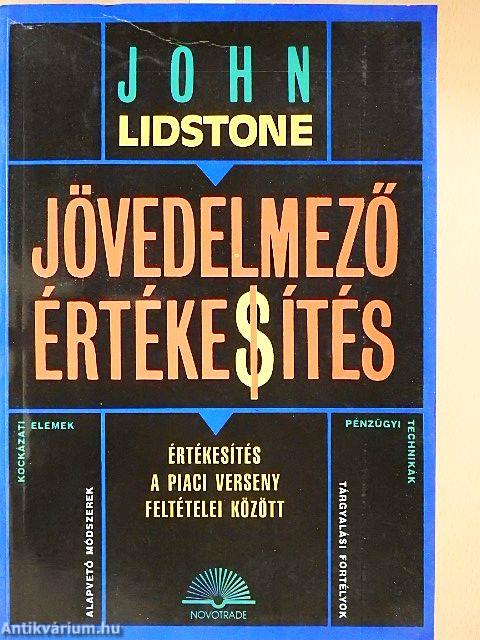 JOHN
LIDSTONE
JÖVEDELMEZŐ
ÉRTÉKE$ÍTÉS
KOCKÁZATI
ELEMEK
ALAPVETŐ MÓDSZEREK
ÉRTÉKESÍTÉS
A PIACI VERSENY
FELTÉTELEI KÖZÖTT
PÉNZÜGYI
TECHNIKÁK
TÁRGYALÁSI FORTÉLYOK
NOVOTRADE
Antikvárium.hu